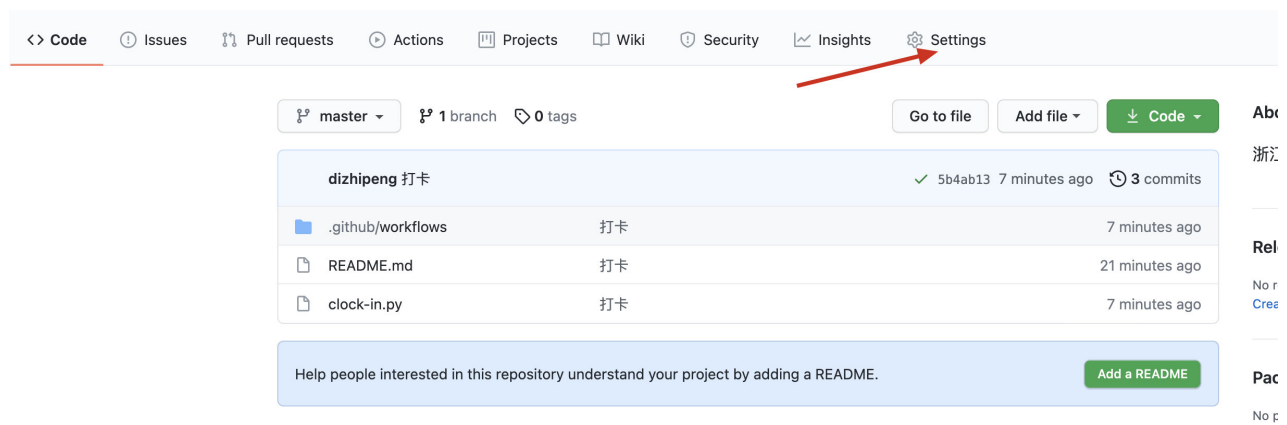 <> Code Issues Pull requests Actions Projects Wiki Security Insights Settings
master 1 branch 0 tags Go to file Add file Code
dizhipeng 打卡 5b4ab13 7 minutes ago 3 commits
.github/workflows 打卡 7 minutes ago
README.md 打卡 21 minutes ago
clock-in.py 打卡 7 minutes ago
Help people interested in this repository understand your project by adding a README. Add a README
浙
No